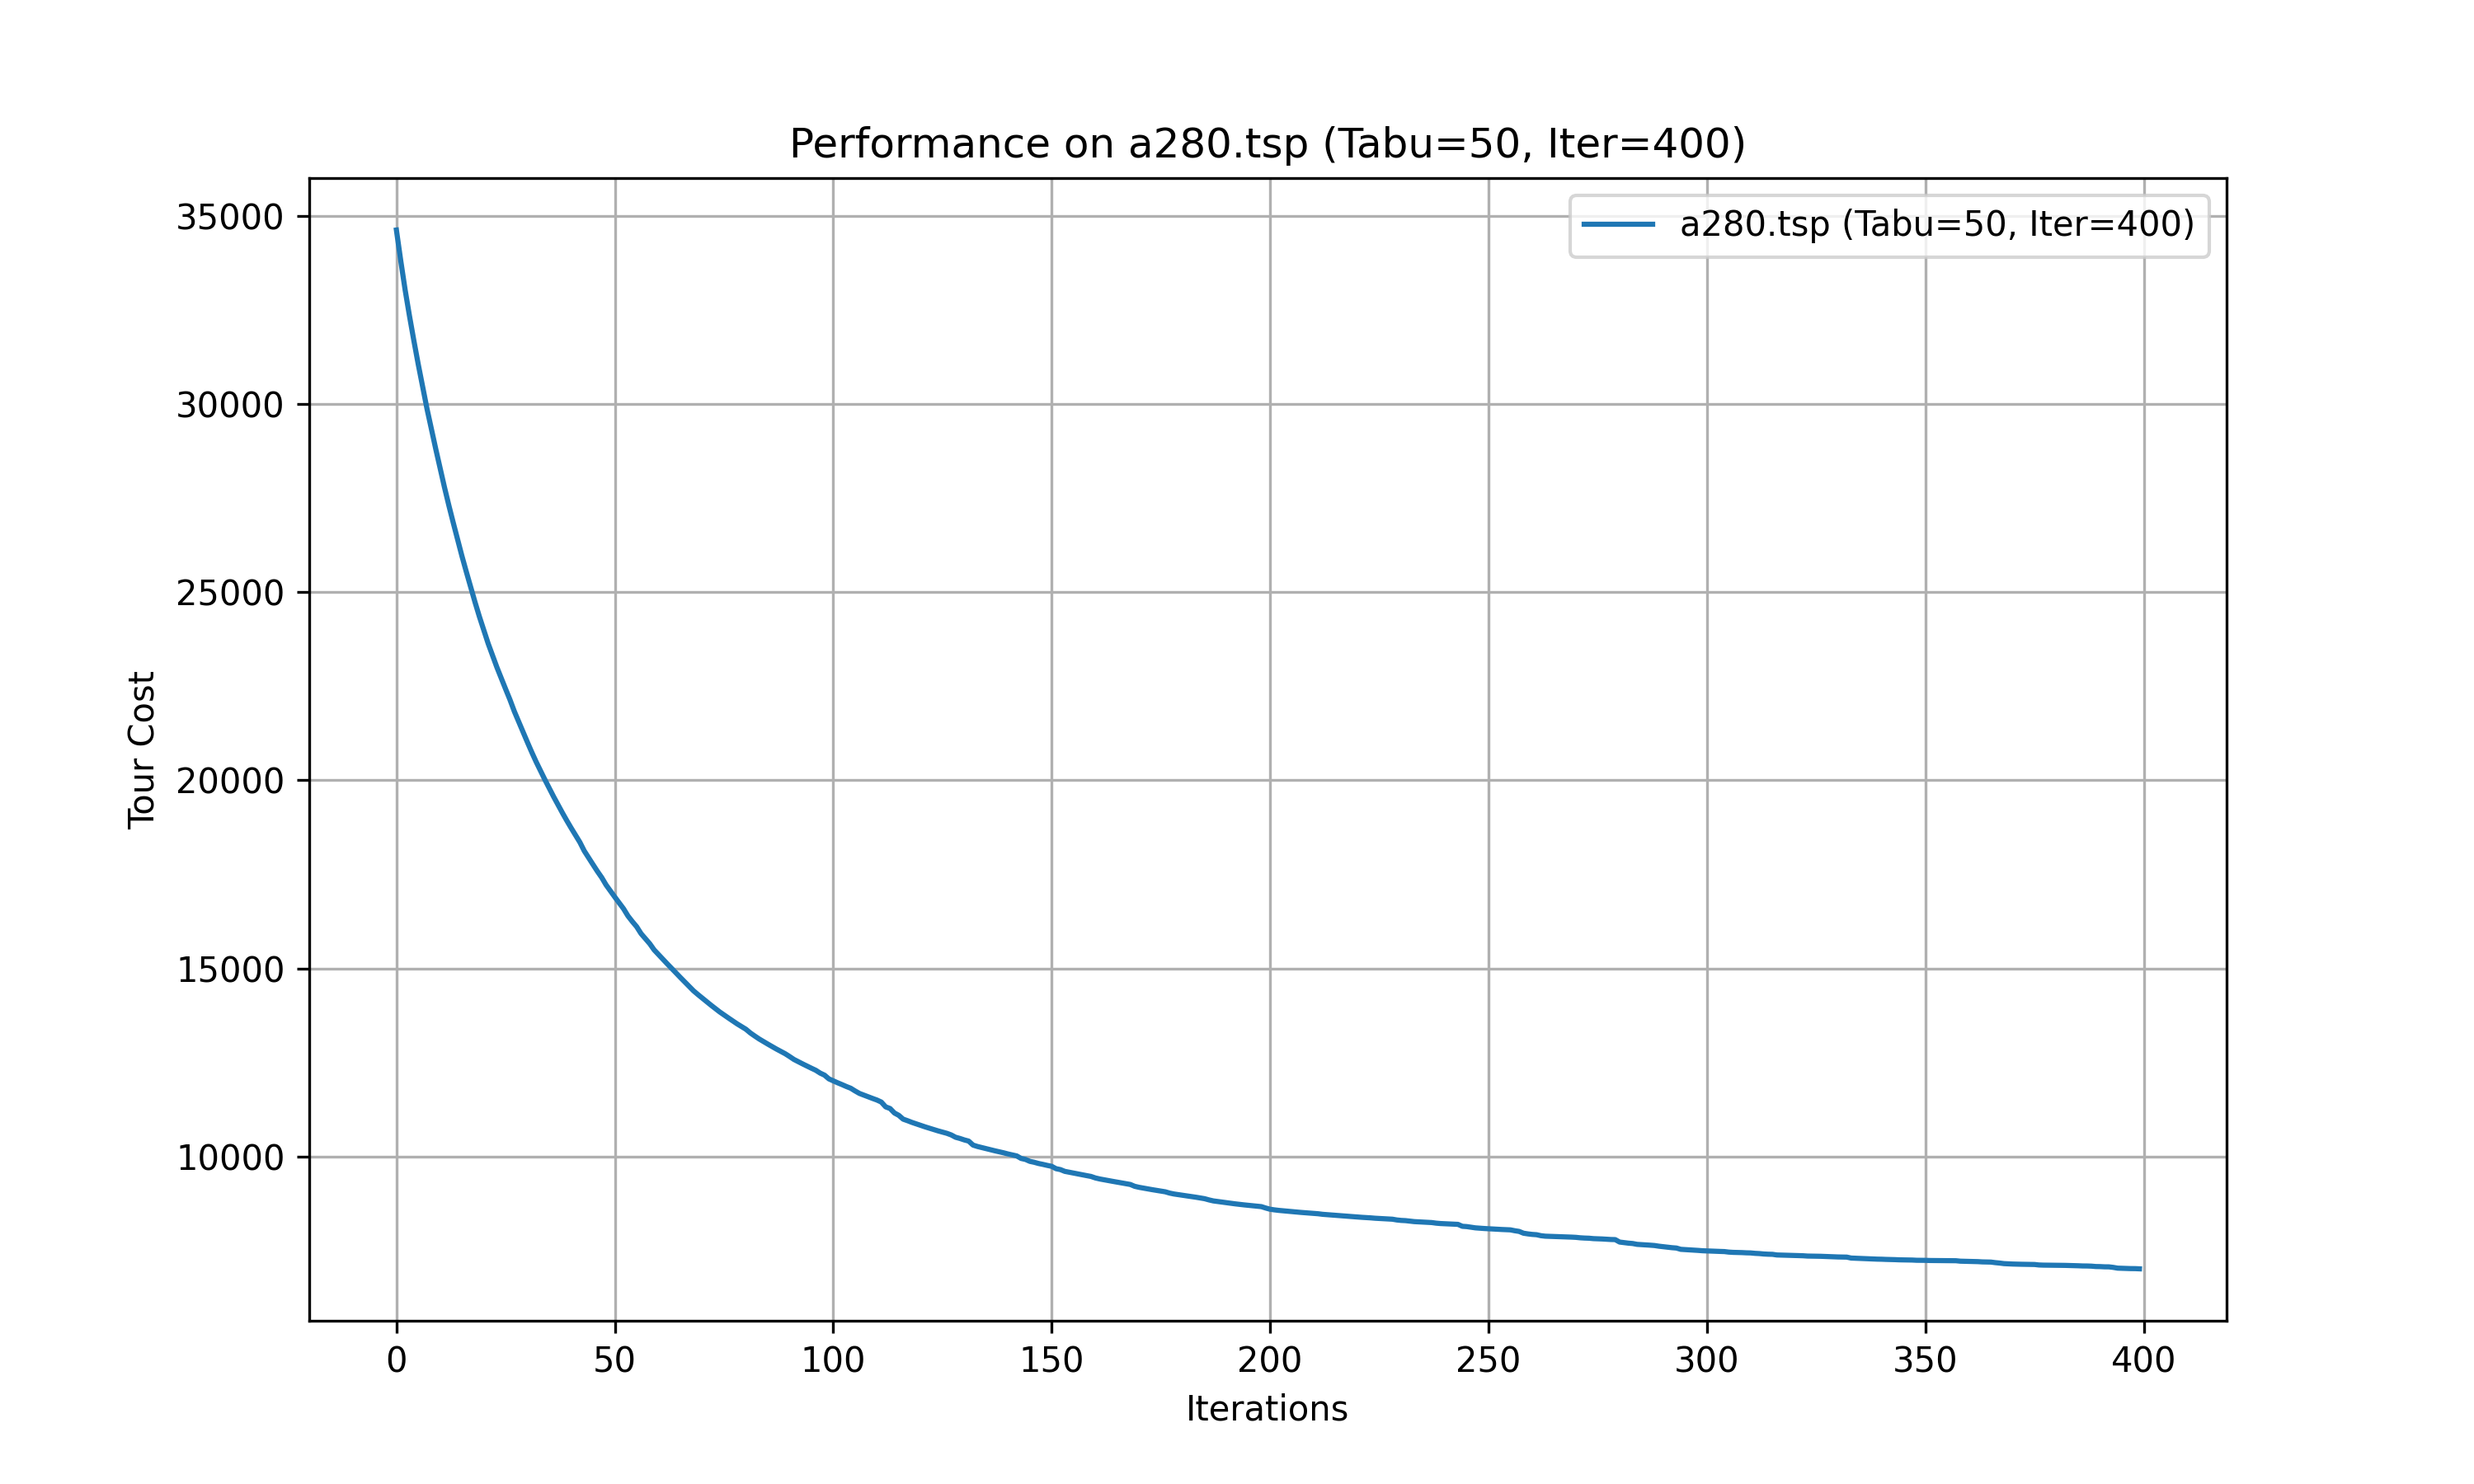 Performance on a280.tsp (Tabu=50, Iter=400)
a280.tsp (Tabu=50, Iter=400)
35000
30000
25000
20000
15000
10000
Tour Cost
0 50 100 150 200 250 300 350 400
Iterations